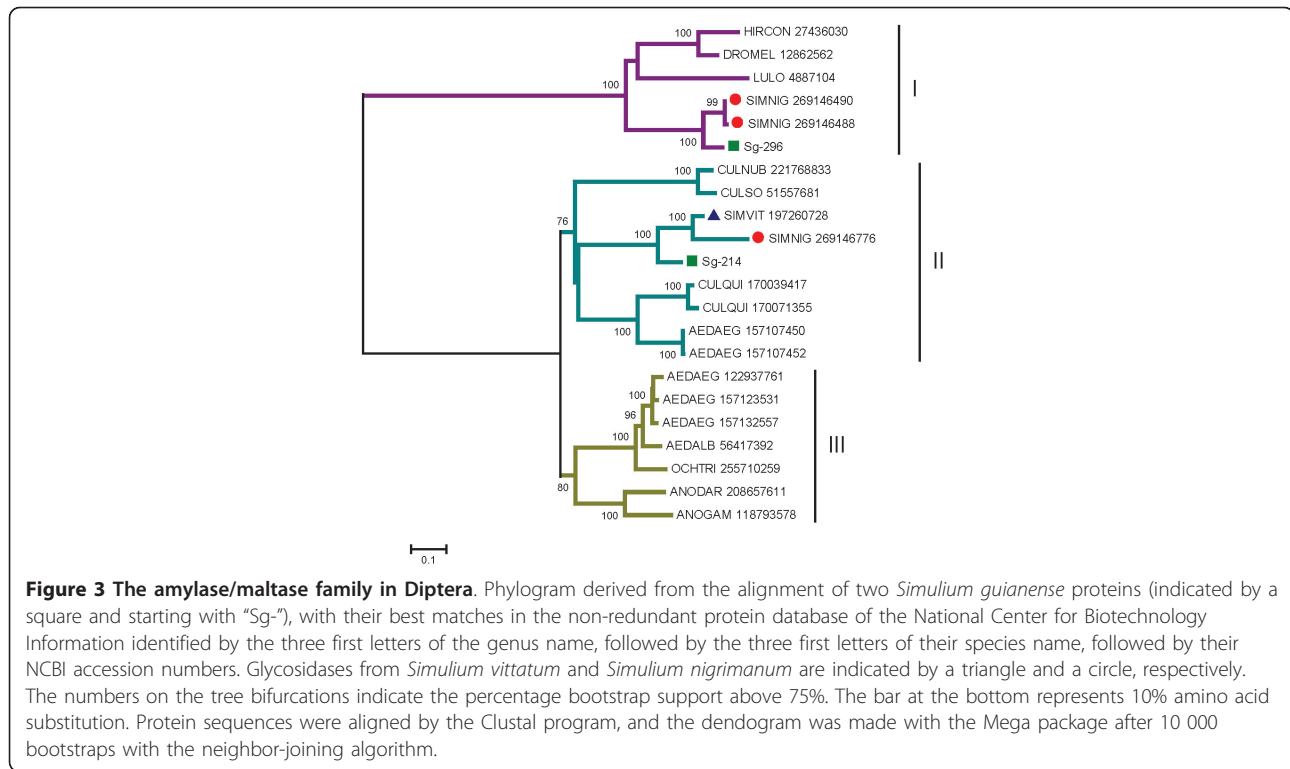 100
HIRCON 27436030
DROMEL 12862562
100
LULO 4887104
I
99
SIMNIG 269146490
SIMNIG 269146488
100
Sg-296
100
CULNUB 221768833
CULSO 51557681
76
100
SIMVIT 197260728
100
SIMNIG 269146776
Sg-214
II
100
CULQUI 170039417
CULQUI 170071355
100
AEDAEG 157107450
100
AEDAEG 157107452
AEDAEG 122937761
100
AEDAEG 157123531
96
AEDAEG 157132557
100
AEDALB 56417392
III
OCHTRI 255710259
80
ANODAR 208657611
100
ANOGAM 118793578
0.1
Figure 3 The amylase/maltase family in Diptera. Phylogram derived from the alignment of two Simulium guianense proteins (indicated by a
square and starting with “Sg-”), with their best matches in the non-redundant protein database of the National Center for Biotechnology
Information identified by the three first letters of the genus name, followed by the three first letters of their species name, followed by their
NCBI accession numbers. Glycosidases from Simulium vittatum and Simulium nigrimanum are indicated by a triangle and a circle, respectively.
The numbers on the tree bifurcations indicate the percentage bootstrap support above 75%. The bar at the bottom represents 10% amino acid
substitution. Protein sequences were aligned by the Clustal program, and the dendogram was made with the Mega package after 10 000
bootstraps with the neighbor-joining algorithm.